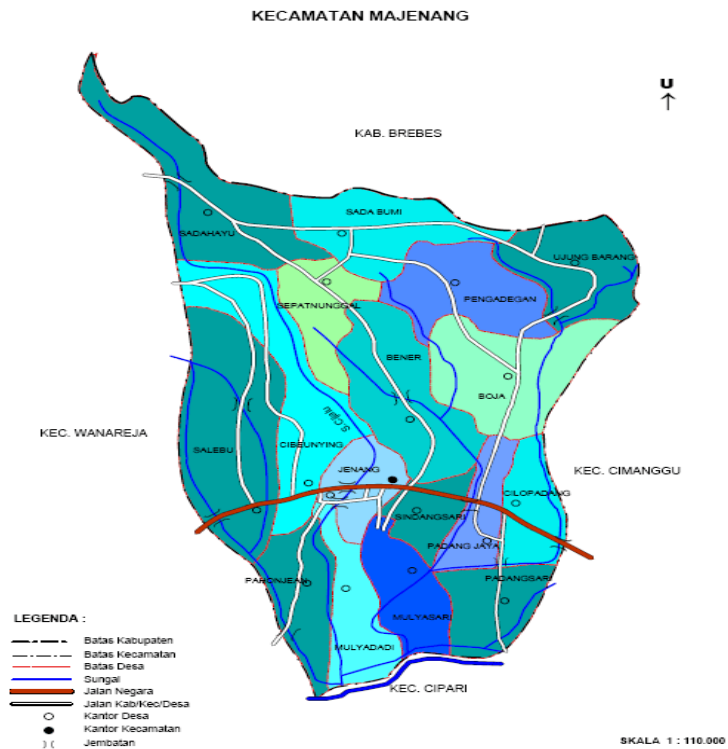 KECAMATAN MAJENANG
U
KAB. BREBES
SADA BUMI
SADAHAYU
UJUNG BARANG
SEPATNUNGGAL
PENGADEGAN
BENER
BOJA
S.Cijalu
KEC. WANAREJA
SALEBU
CIBEUNYING
JENANG
KEC. CIMANGGU
CILOPADANG
SINDANGSARI
PADANG JAYA
PAHONJEAN
PADANGSARI
MULYASARI
MULYADADI
KEC. CIPARI
LEGENDA :
Batas Kabupaten
Batas Kecamatan
Batas Desa
Sungai
Jalan Negara
Jalan Kab/Kec/Desa
Kantor Desa
Kantor Kecamatan
Jembatan
SKALA 1 : 110.000